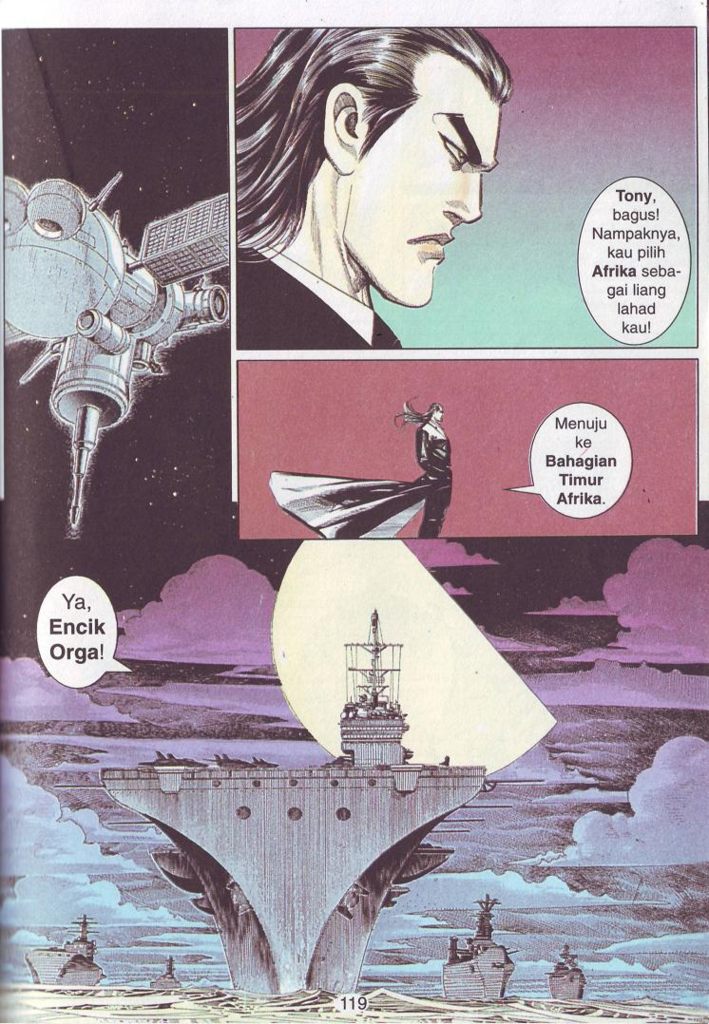 Tony,
bagus!
Nampaknya,
kau pilih
Afrika seba-
gai liang
lahad
kau!
Menuju
ke
Bahagian
Timur
Afrika.
Ya,
Encik
Orga!
119